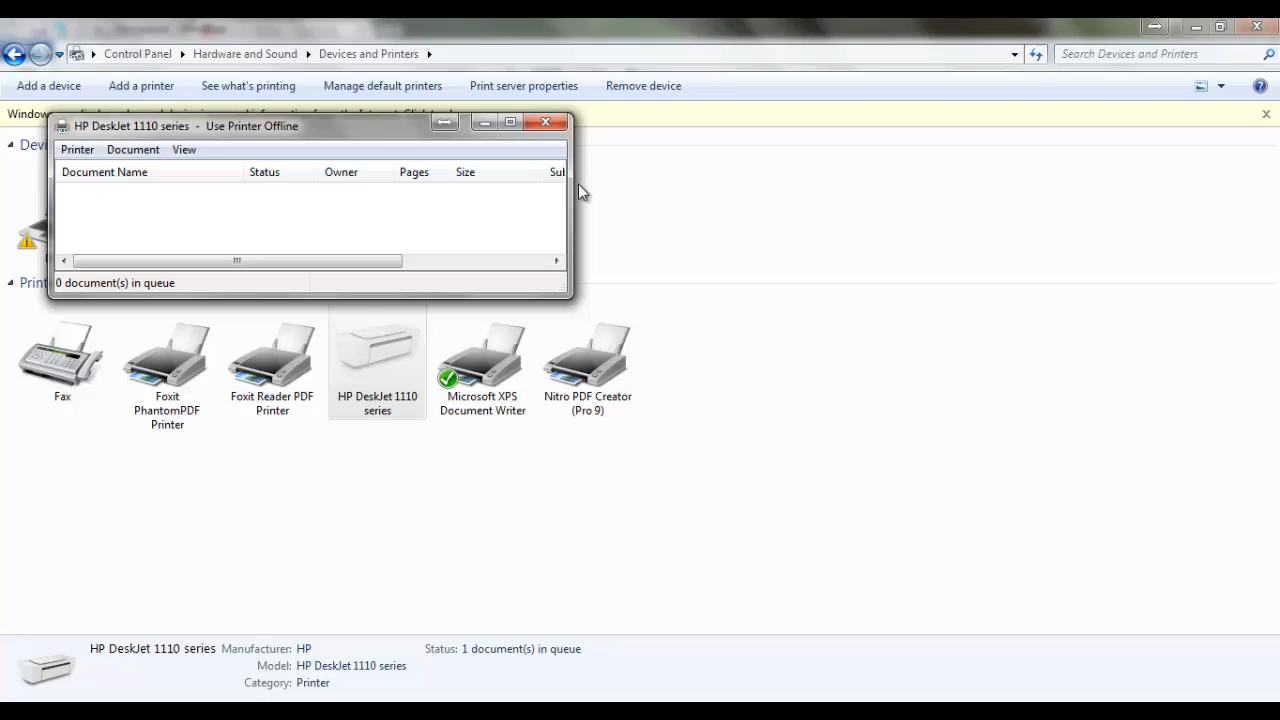 Control Panel Hardware and Sound Devices and Printers Search Devices and Printers
Add a device Add a printer See what's printing Manage default printers Print server properties Remove device
Window
HP DeskJet 1110 series - Use Printer Offline
Printer Document View
Document Name Status Owner Pages Size Sul
0 document(s) in queue
Devi
Print
Fax
Foxit
PhantomPDF
Printer
Foxit Reader PDF
Printer
HP DeskJet 1110
series
Microsoft XPS
Document Writer
Nitro PDF Creator
(Pro 9)
HP DeskJet 1110 series Manufacturer: HP Status: 1 document(s) in queue
Model: HP DeskJet 1110 series
Category: Printer